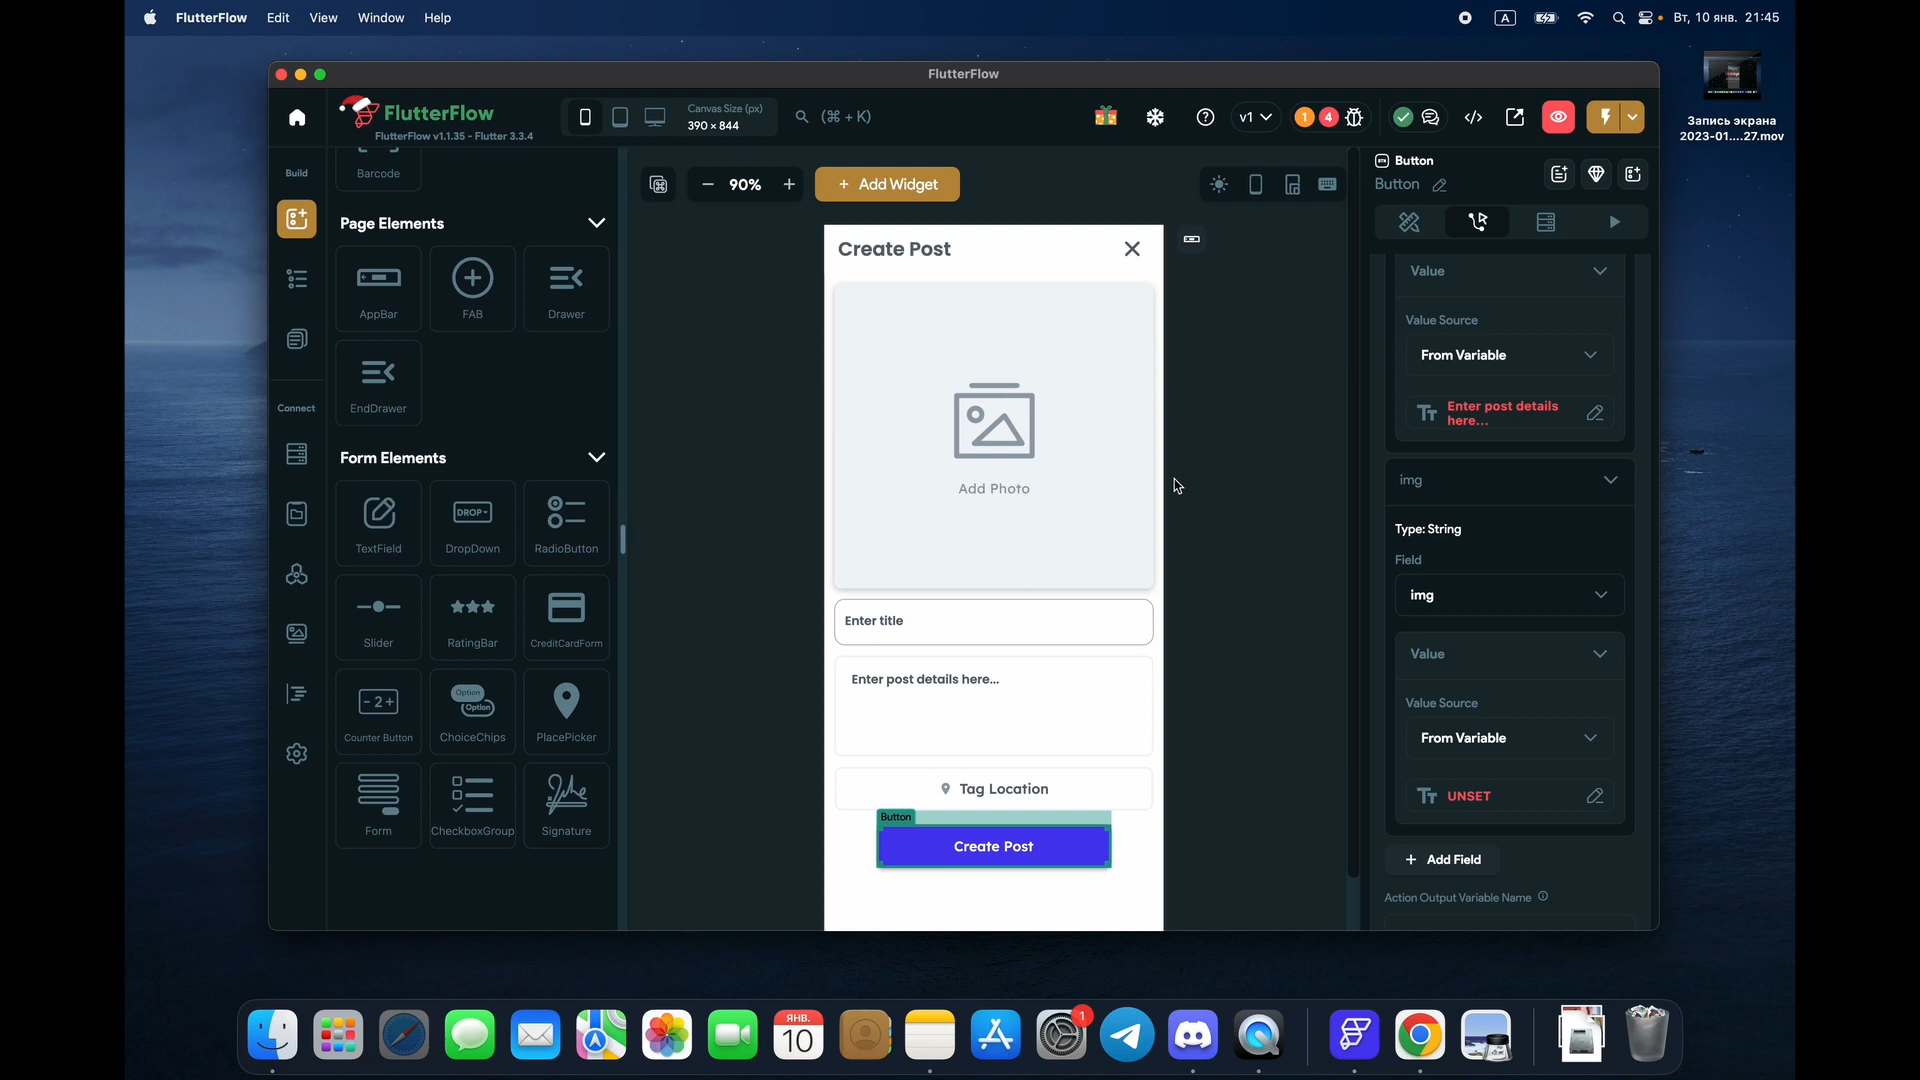 FlutterFlow Edit View Window Help
A
Вт, 10 янв. 21:45
FlutterFlow
FlutterFlow
FlutterFlow v1.1.35 - Flutter 3.3.4
Canvas Size (px)
390 × 844
(⌘ + K)
v1
1
4
Запись экрана
2023-01....27.mov
Build
Connect
Barcode
Page Elements
AppBar
FAB
Drawer
EndDrawer
Form Elements
TextField
DROP
DropDown
RadioButton
Slider
RatingBar
CreditCardForm
- 2 +
Counter Button
Option
Option
ChoiceChips
PlacePicker
Form
CheckboxGroup
Signature
90%
+ Add Widget
Create Post
Add Photo
Enter title
Enter post details here...
Tag Location
Button
Create Post
Button
Button
Value
Value Source
From Variable
Tт Enter post details
here...
img
Type: String
Field
img
Value
Value Source
From Variable
Tт UNSET
+ Add Field
Action Output Variable Name
ЯНВ.
10
1